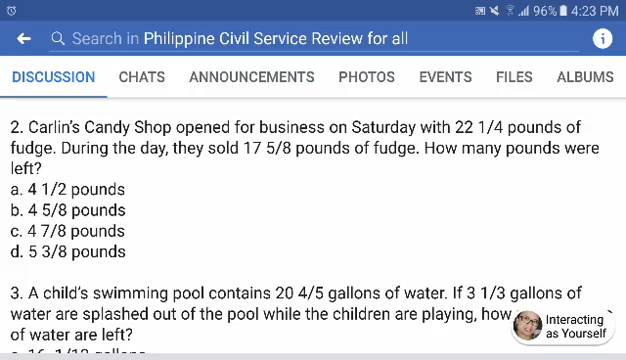 96% 4:23 PM
Search in Philippine Civil Service Review for all
DISCUSSION CHATS ANNOUNCEMENTS PHOTOS EVENTS FILES ALBUMS
2. Carlin's Candy Shop opened for business on Saturday with 22 1/4 pounds of
fudge. During the day, they sold 17 5/8 pounds of fudge. How many pounds were
left?
a. 4 1/2 pounds
b. 4 5/8 pounds
c. 4 7/8 pounds
d. 5 3/8 pounds
3. A child's swimming pool contains 20 4/5 gallons of water. If 3 1/3 gallons of
water are splashed out of the pool while the children are playing, how
of water are left?
Interacting
as Yourself